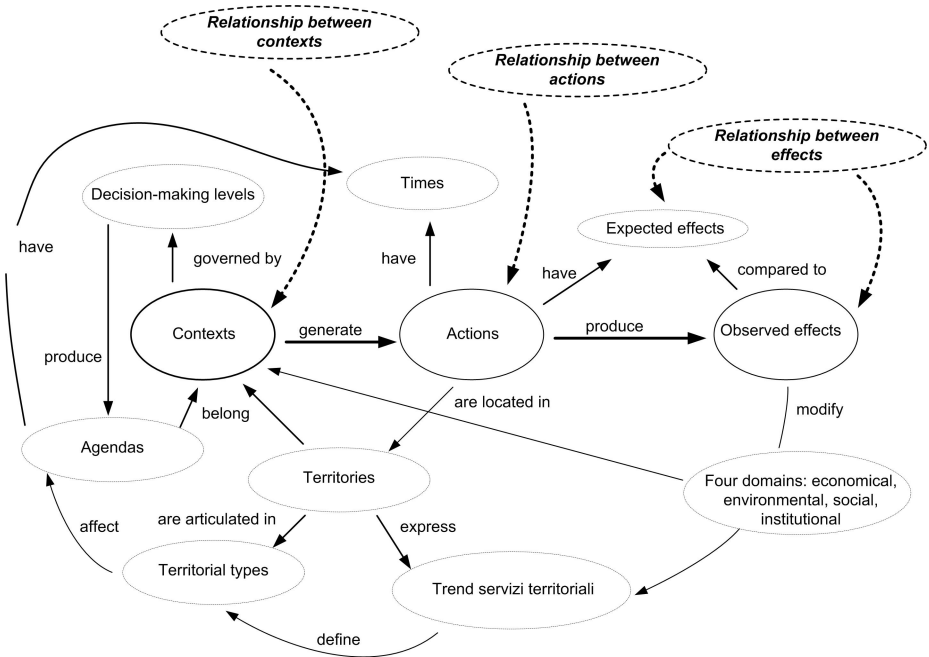 Relationship between
contexts
Relationship between
actions
Relationship between
effects
Decision-making levels
Times
Expected effects
have
governed by
have
have
compared to
Contexts
generate
Actions
produce
Observed effects
produce
belong
are located in
modify
Agendas
Territories
Four domains: economical,
environmental, social,
institutional
affect
are articulated in
express
Territorial types
Trend servizi territoriali
define